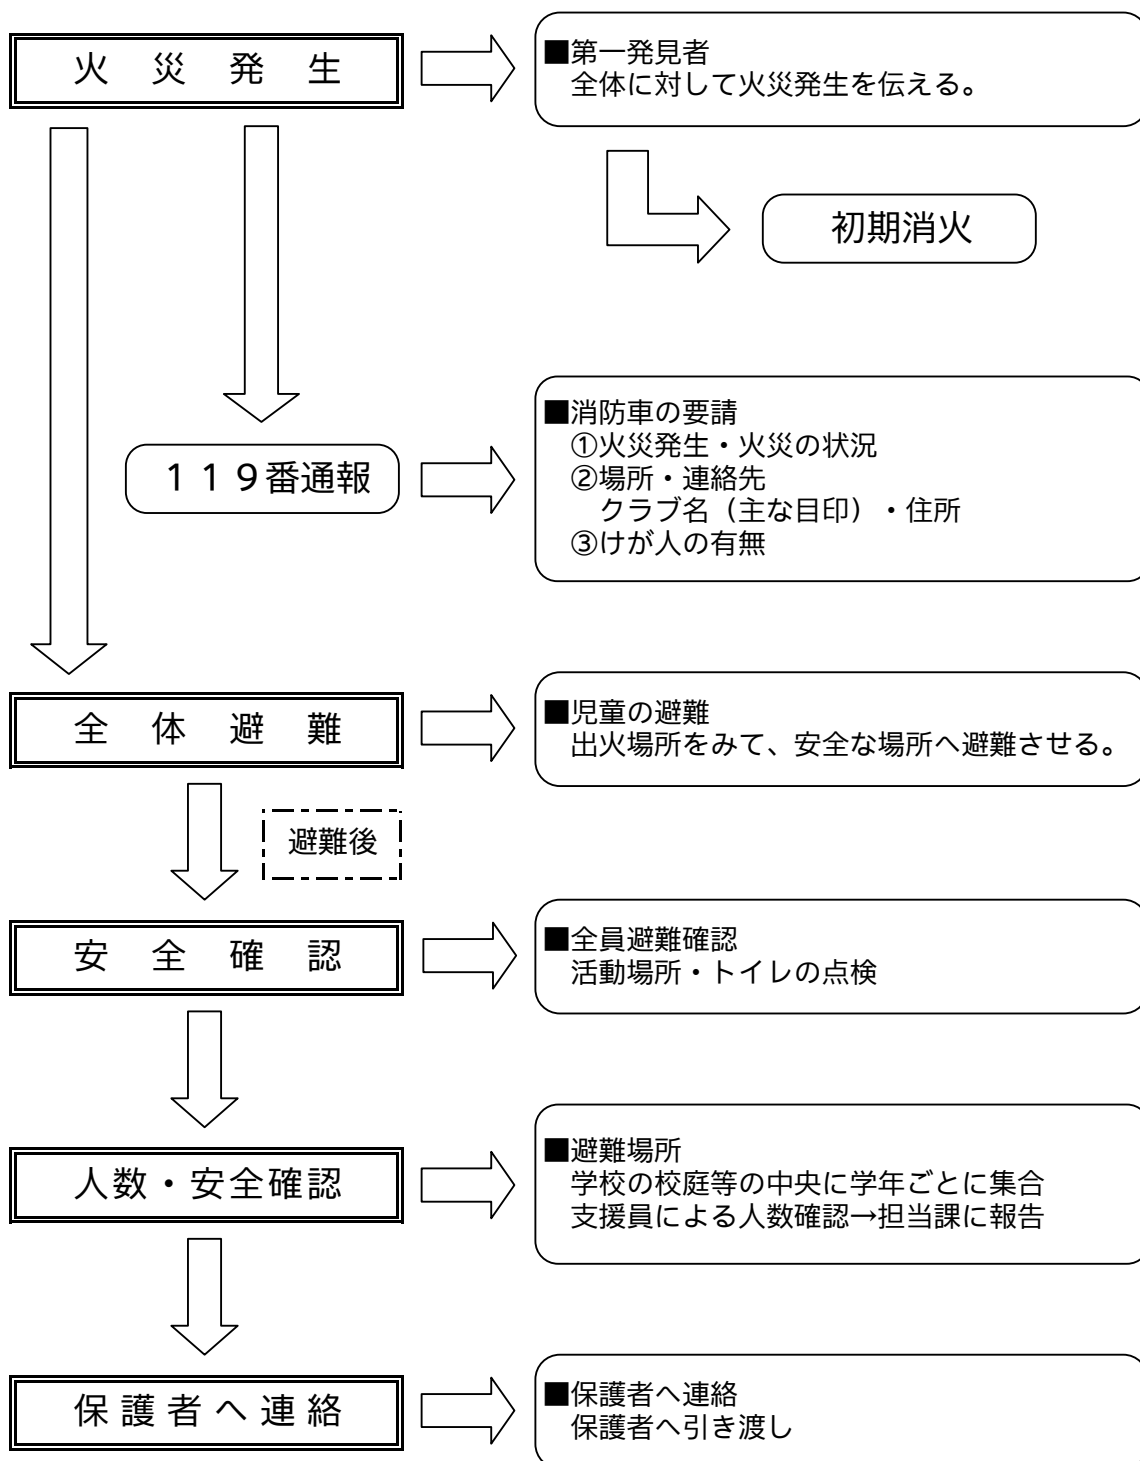 火災発生
■第一発見者
全体に対して火災発生を伝える。
初期消火
１１９番通報
■消防車の要請
①火災発生・火災の状況
②場所・連絡先
クラブ名（主な目印）・住所
③けが人の有無
全体避難
■児童の避難
出火場所をみて、安全な場所へ避難させる。
避難後
安全確認
■全員避難確認
活動場所・トイレの点検
人数・安全確認
■避難場所
学校の校庭等の中央に学年ごとに集合
支援員による人数確認→担当課に報告
保護者へ連絡
■保護者へ連絡
保護者へ引き渡し